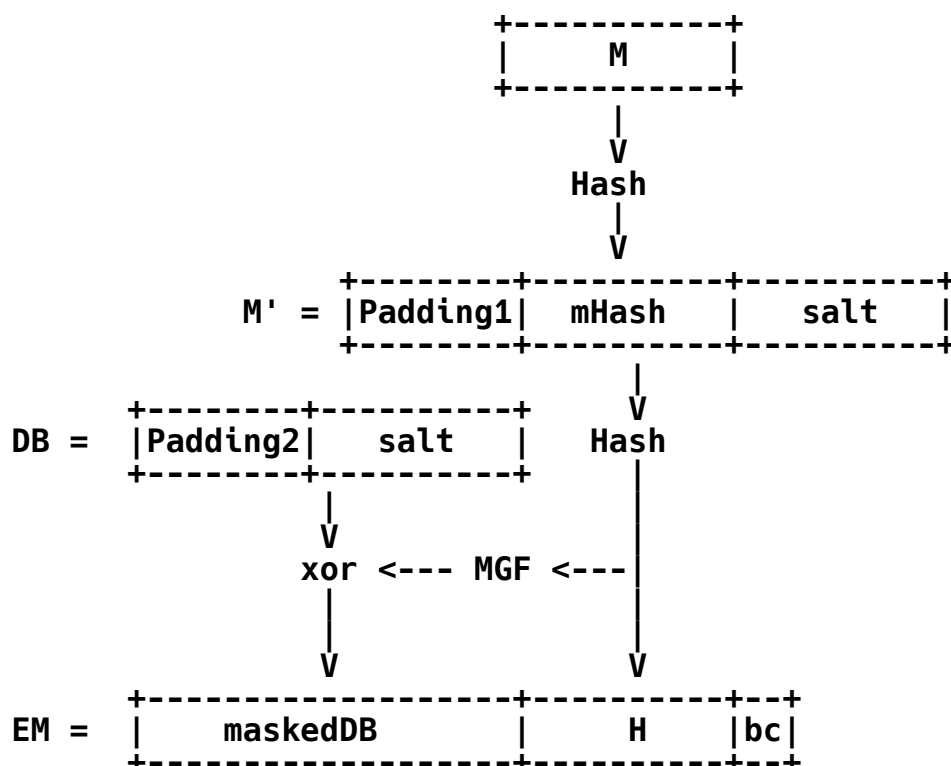 M
Hash
M' = |Padding1| mHash | salt |
DB = |Padding2| salt | Hash
xor <--- MGF <---|
EM = | maskedDB | H |bc|